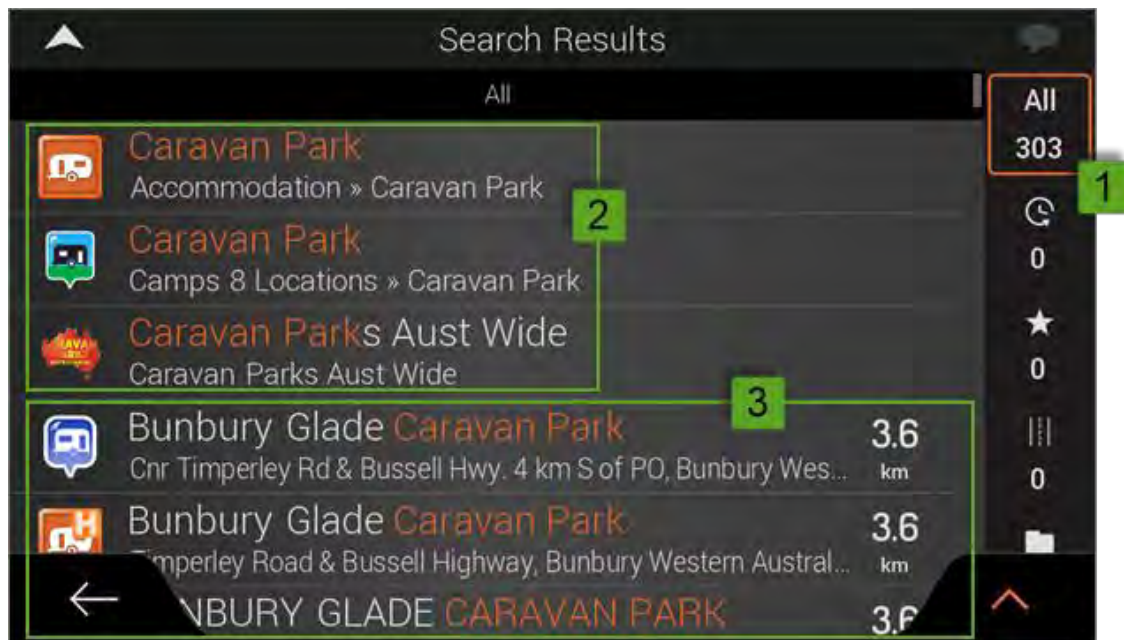 Search Results
All
All
303
1
Caravan Park
Accommodation » Caravan Park
2
0
Caravan Park
Camps 8 Locations » Caravan Park
Caravan Parks Aust Wide
Caravan Parks Aust Wide
0
3
Bunbury Glade Caravan Park
3.6
Cnr Timperley Rd & Bussell Hwy. 4 km S of PO, Bunbury Wes...
km
0
Bunbury Glade Caravan Park
3.6
Timperley Road & Bussell Highway, Bunbury Western Austral...
km
GLADE CARAVAN PARK
3.6